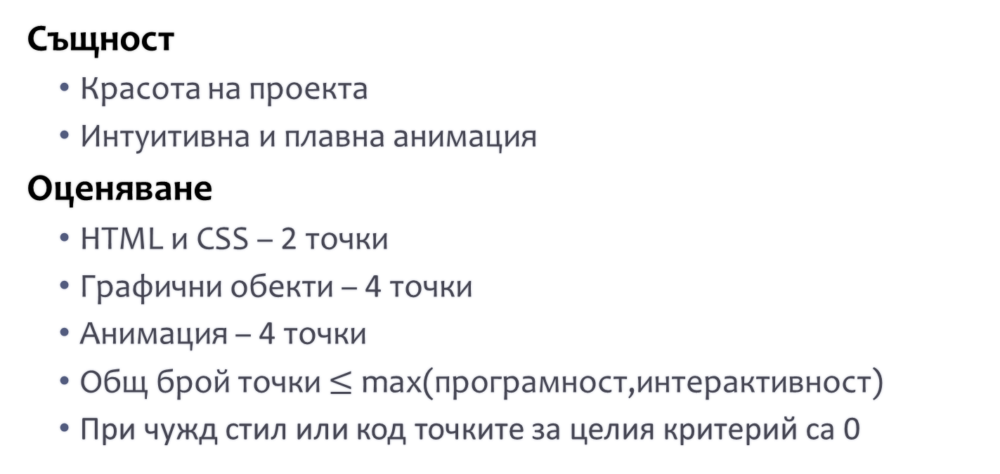 Същност
• Красота на проекта
• Интуитивна и плавна анимация
Оценяване
• HTML и CSS – 2 точки
• Графични обекти – 4 точки
• Анимация – 4 точки
• Общ брой точки ≤ max(програмност,интерактивност)
• При чужд стил или код точките за целия критерий са 0